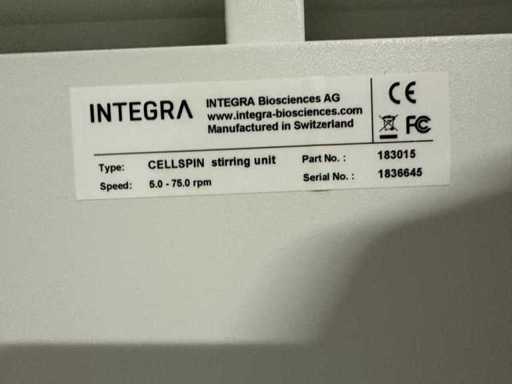 INTEGRA
INTEGRA Biosciences AG
www.integra-biosciences.com
Manufactured in Switzerland
CE
FC
Type: CELLSPIN stirring unit
Part No. : 183015
Speed: 5.0 - 75.0 rpm
Serial No. : 1836645